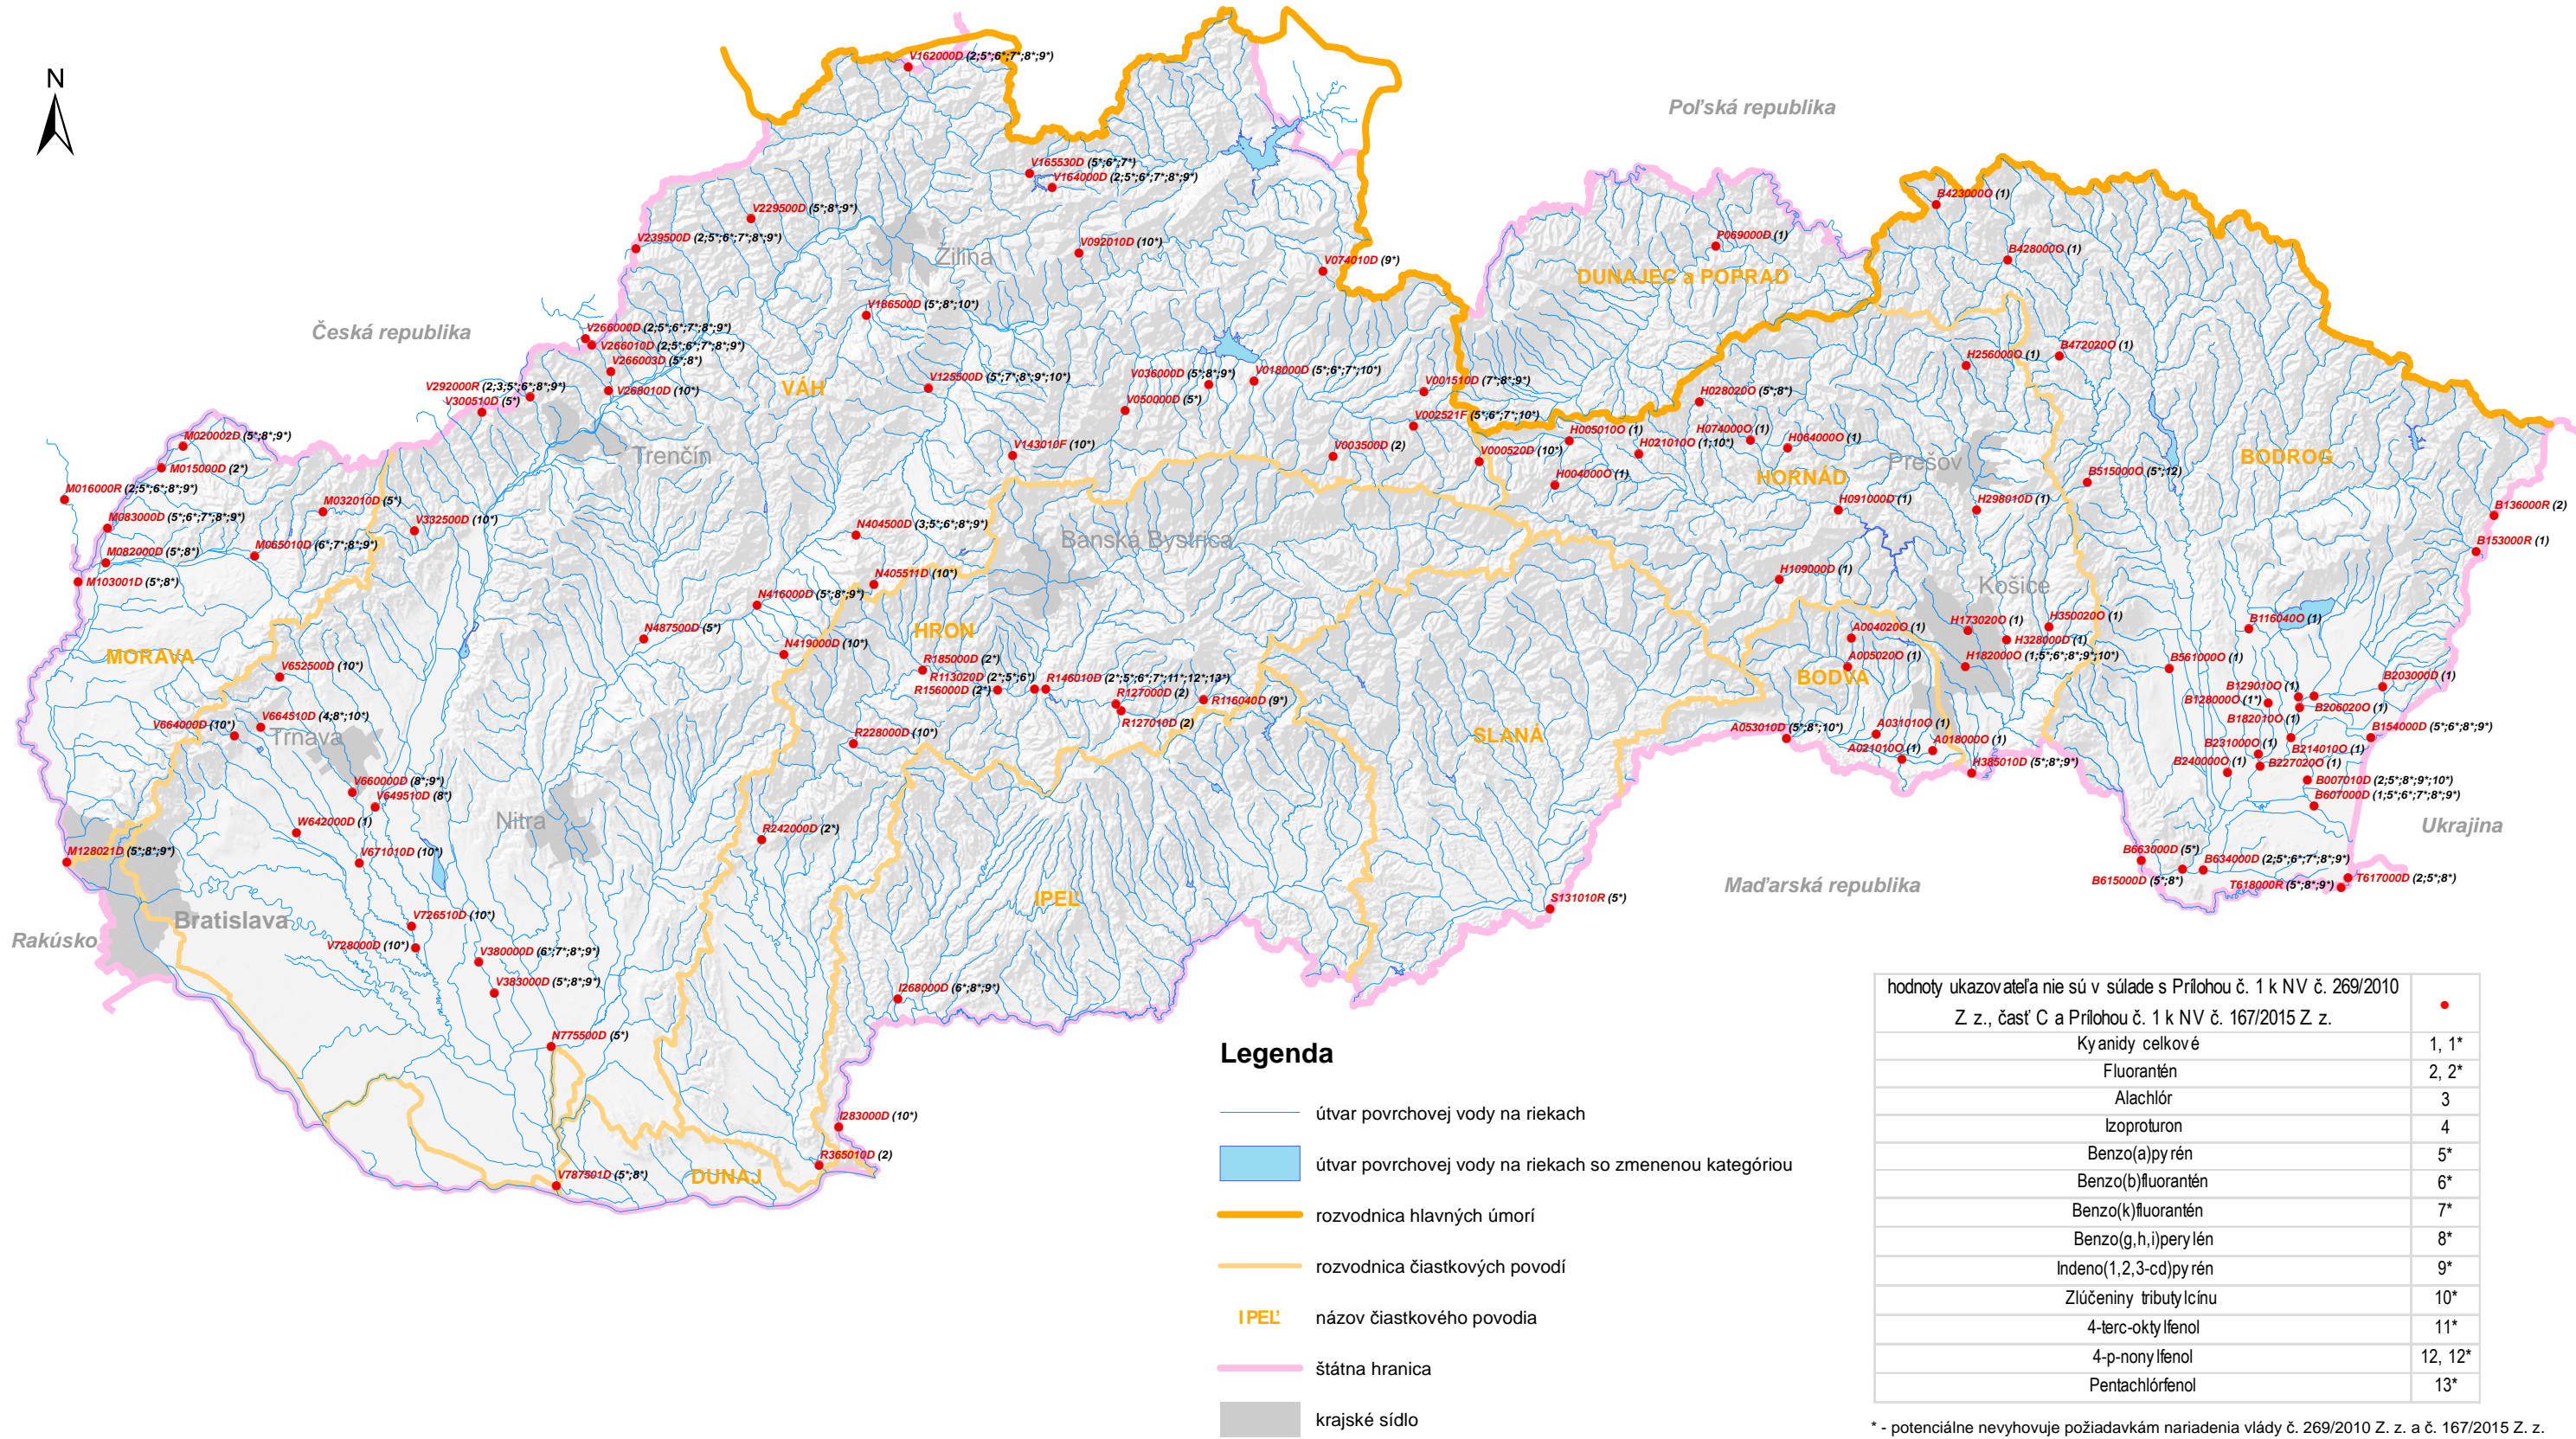 N
V162000D (2;5*;6*;7*;8*;9*)
Poľská republika
V165530D (5*;6*;7*)
V164000D (2;5*;6*;7*;8*;9*)
B423000O (1)
V229500D (5*;8*;9*)
V239500D (2;5*;6*;7*;8*;9*)
V092010D (10*)
Žilina
P069000D (1)
B428000O (1)
V074010D (9*)
DUNAJEC a POPRAD
V186500D (5*;8*;10*)
Česká republika
V266000D (2;5*;6*;7*;8*;9*)
V266010D (2;5*;6*;7*;8*;9*)
V266003D (5*;8*)
H256000O (1)
B472020O (1)
V292000R (2;3;5*;6*;8*;9*)
V300510D (5*)
V268010D (10*)
VÁH
V125500D (5*;7*;8*;9*;10*)
V036000D (5*;8*;9*)
V018000D (5*;6*;7*;10*)
V001510D (7*;8*;9*)
H028020O (5*;8*)
V050000D (5*)
V002521F (5*;6*;7*;10*)
M020002D (5*;8*;9*)
M015000D (2*)
Trenčín
V143010F (10*)
V003500D (2)
V000520D (10*)
H005010O (1)
H021010O (1;10*)
H074000O (1)
H064000O (1)
Prešov
BODROG
M016000R (2;5*;6*;8*;9*)
M032010D (5*)
H004000O (1)
HORNÁD
B515000O (5*;12)
M083000D (5*;6*;7*;8*;9*)
V332500D (10*)
N404500D (3;5*;6*;8*;9*)
Banská Bystrica
H091000D (1)
H298010D (1)
B136000R (2)
M082000D (5*;8*)
M065010D (6*;7*;8*;9*)
B153000R (1)
M103001D (5*;8*)
N405511D (10*)
H109000D (1)
Košice
N416000D (5*;8*;9*)
N487500D (5*)
HRON
A004020O (1)
H173020O (1)
H350020O (1)
H328000D (1)
B116040O (1)
MORAVA
N419000D (10*)
V652500D (10*)
R185000D (2*)
R113020D (2*;5*;6*)
R156000D (2*)
R146010D (2*;5*;6*;7*;11*;12*;13*)
R127000D (2)
R116040D (9*)
R127010D (2)
A005020O (1)
BODVA
H182000O (1;5*;6*;8*;9*;10*)
B561000O (1)
B203000D (1)
B129010O (1)
B128000O (1*)
B206020O (1)
B182010O (1)
V664000D (10*)
V664510D (4;8*;10*)
Trnava
R228000D (10*)
SLANÁ
A053010D (5*;8*;10*)
A031010O (1)
A018000O (1)
A021010O (1)
B154000D (5*;6*;8*;9*)
B231000O (1)
B214010O (1)
B240000O (1)
B227020O (1)
H385010D (5*;8*;9*)
V660000D (8*;9*)
V649510D (8*)
B007010D (2;5*;8*;9*;10*)
B607000D (1;5*;6*;7*;8*;9*)
W642000D (1)
Nitra
R242000D (2*)
Ukrajina
M128021D (5*;8*;9*)
V671010D (10*)
B663000D (5*)
B634000D (2;5*;6*;7*;8*;9*)
B615000D (5*;8*)
T617000D (2;5*;8*)
T618000R (5*;8*;9*)
Maďarská republika
S131010R (5*)
IPEĽ
Bratislava
Rakúsko
V726510D (10*)
V728000D (10*)
V380000D (6*;7*;8*;9*)
V383000D (5*;8*;9*)
I268000D (6*;8*;9*)
N775500D (5*)
I283000D (10*)
R365010D (2)
V787501D (5*;8*)
DUNAJ
Legenda
útvar povrchovej vody na riekach
útvar povrchovej vody na riekach so zmenenou kategóriou
rozvodnica hlavných úmorí
rozvodnica čiastkových povodí
IPEĽ názov čiastkového povodia
štátna hranica
krajské sídlo
hodnoty ukazovateľa nie sú v súlade s Prílohou č. 1 k NV č. 269/2010
Z. z., časť C a Prílohou č. 1 k NV č. 167/2015 Z. z.
Kyanidy celkové 1, 1*
Fluorantén 2, 2*
Alachlór 3
Izoproturon 4
Benzo(a)pyrén 5*
Benzo(b)fluorantén 6*
Benzo(k)fluorantén 7*
Benzo(g,h,i)perylén 8*
Indeno(1,2,3-cd)pyrén 9*
Zlúčeniny tributylcínu 10*
4-terc-oktylfenol 11*
4-p-nonylfenol 12, 12*
Pentachlórfenol 13*
* - potenciálne nevyhovuje požiadavkám nariadenia vlády č. 269/2010 Z. z. a č. 167/2015 Z. z.